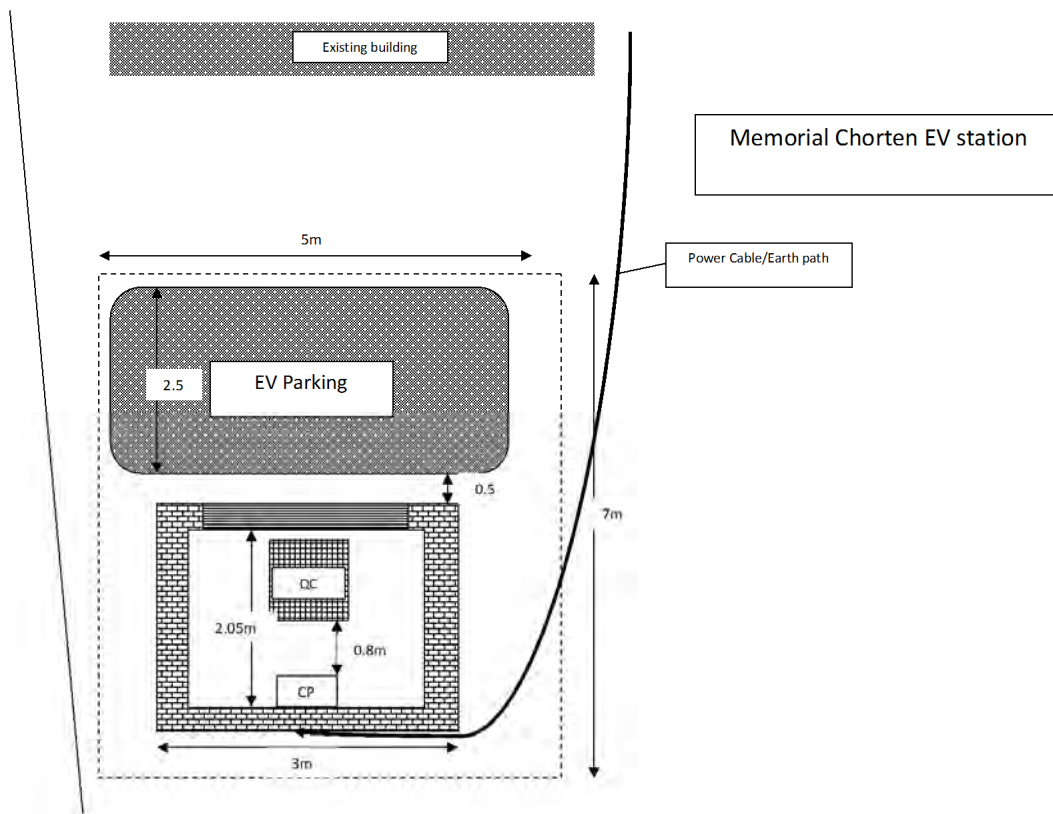 Existing building
Memorial Chorten EV station
5m
Power Cable/Earth path
2.5
EV Parking
0.5
7m
QC
2.05m
0.8m
CP
3m